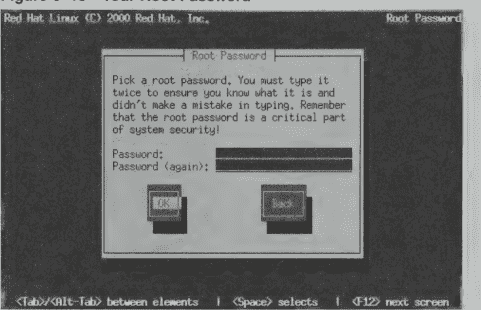 Red Hat Linux (C) 2000 Red Hat, Inc. Root Password
Root Password
Pick a root password. You must type it
twice to ensure you know what it is and
didn't make a mistake in typing. Remember
that the root password is a critical part
of system security!
Password:
Password (again):
OK Back
<Tab>/<Alt-Tab> between elements | <Space> selects | <F12> next screen